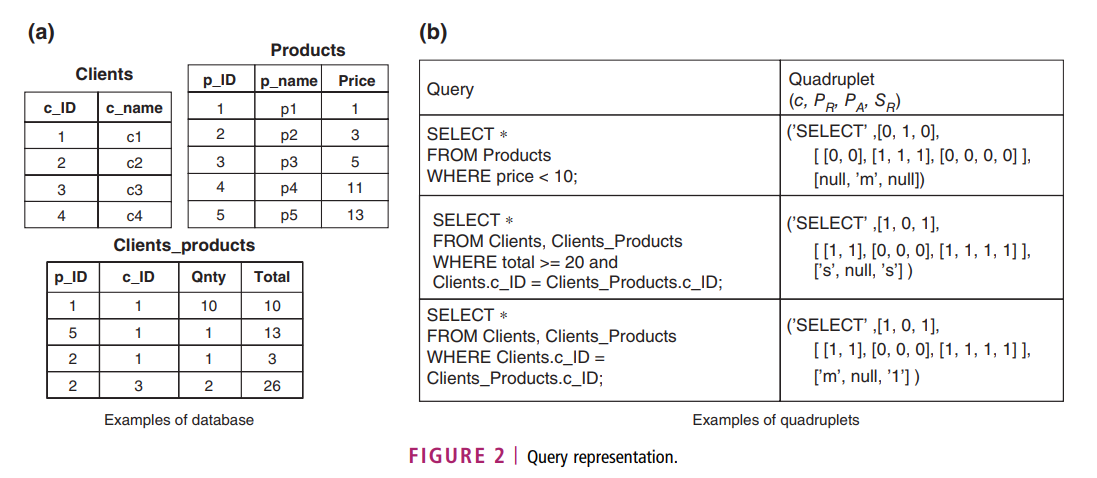 (a)
Clients
c_ID c_name
1 c1
2 c2
3 c3
4 c4
Products
p_ID p_name Price
1 p1 1
2 p2 3
3 p3 5
4 p4 11
5 p5 13
Clients_products
p_ID c_ID Qnty Total
1 1 10 10
5 1 1 13
2 1 1 3
2 3 2 26
Examples of database
(b)
Query
Quadruplet
(c, P_R, P_A, S_R)
SELECT *
FROM Products
WHERE price < 10;
('SELECT' ,[0, 1, 0],
[ [0, 0], [1, 1, 1], [0, 0, 0, 0] ],
[null, 'm', null])
SELECT *
FROM Clients, Clients_Products
WHERE total >= 20 and
Clients.c_ID = Clients_Products.c_ID;
('SELECT' ,[1, 0, 1],
[ [1, 1], [0, 0, 0], [1, 1, 1, 1] ],
['s', null, 's'] )
SELECT *
FROM Clients, Clients_Products
WHERE Clients.c_ID =
Clients_Products.c_ID;
('SELECT' ,[1, 0, 1],
[ [1, 1], [0, 0, 0], [1, 1, 1, 1] ],
['m', null, '1'] )
Examples of quadruplets
FIGURE 2 | Query representation.